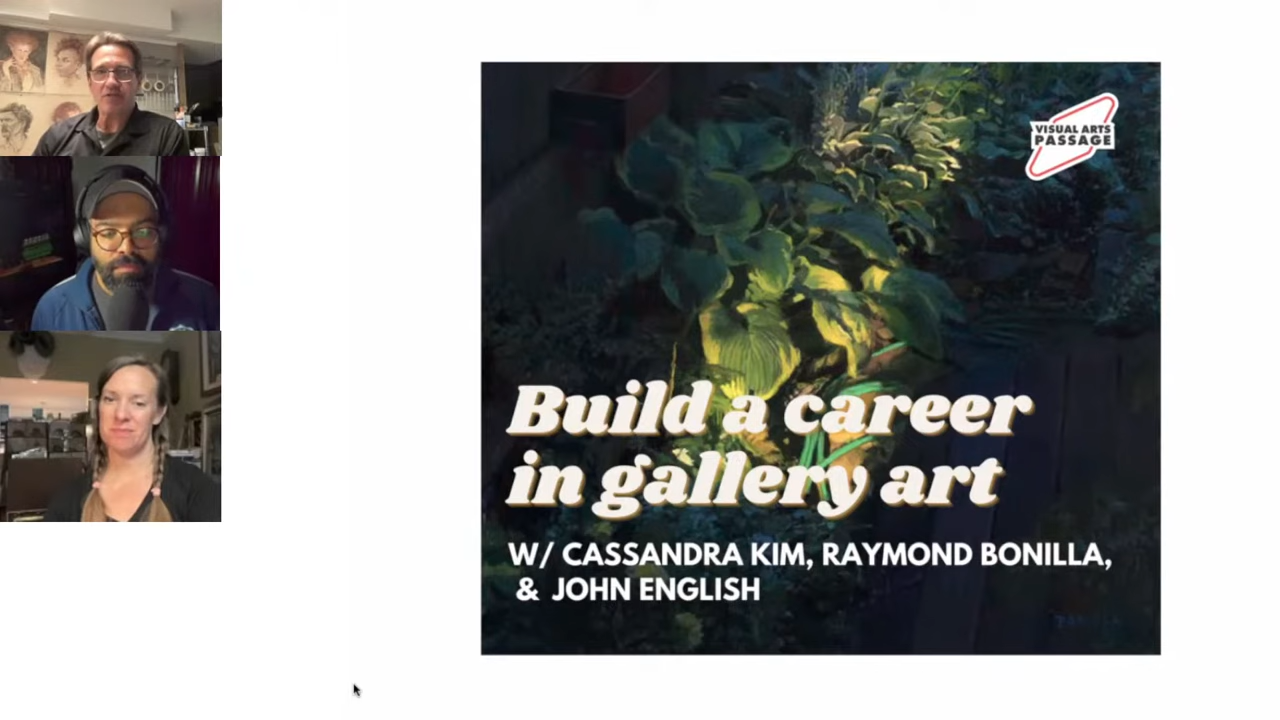 VISUAL ARTS
PASSAGE
Build a career
in gallery art
W/ CASSANDRA KIM, RAYMOND BONILLA,
& JOHN ENGLISH